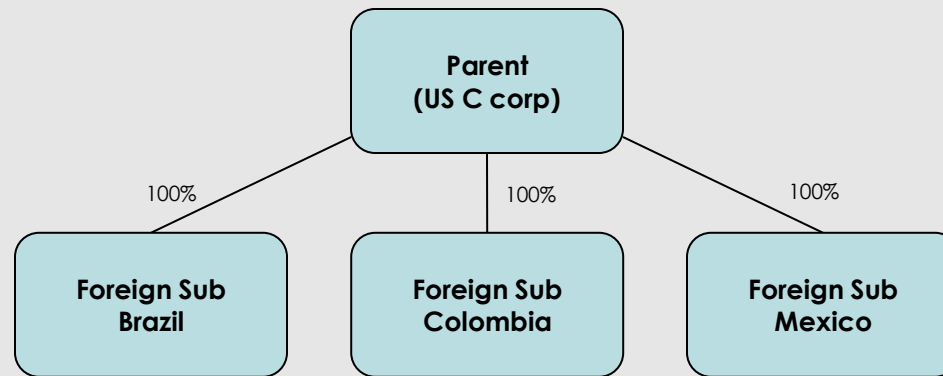 Parent
(US C corp)
100%
100%
100%
Foreign Sub
Brazil
Foreign Sub
Colombia
Foreign Sub
Mexico